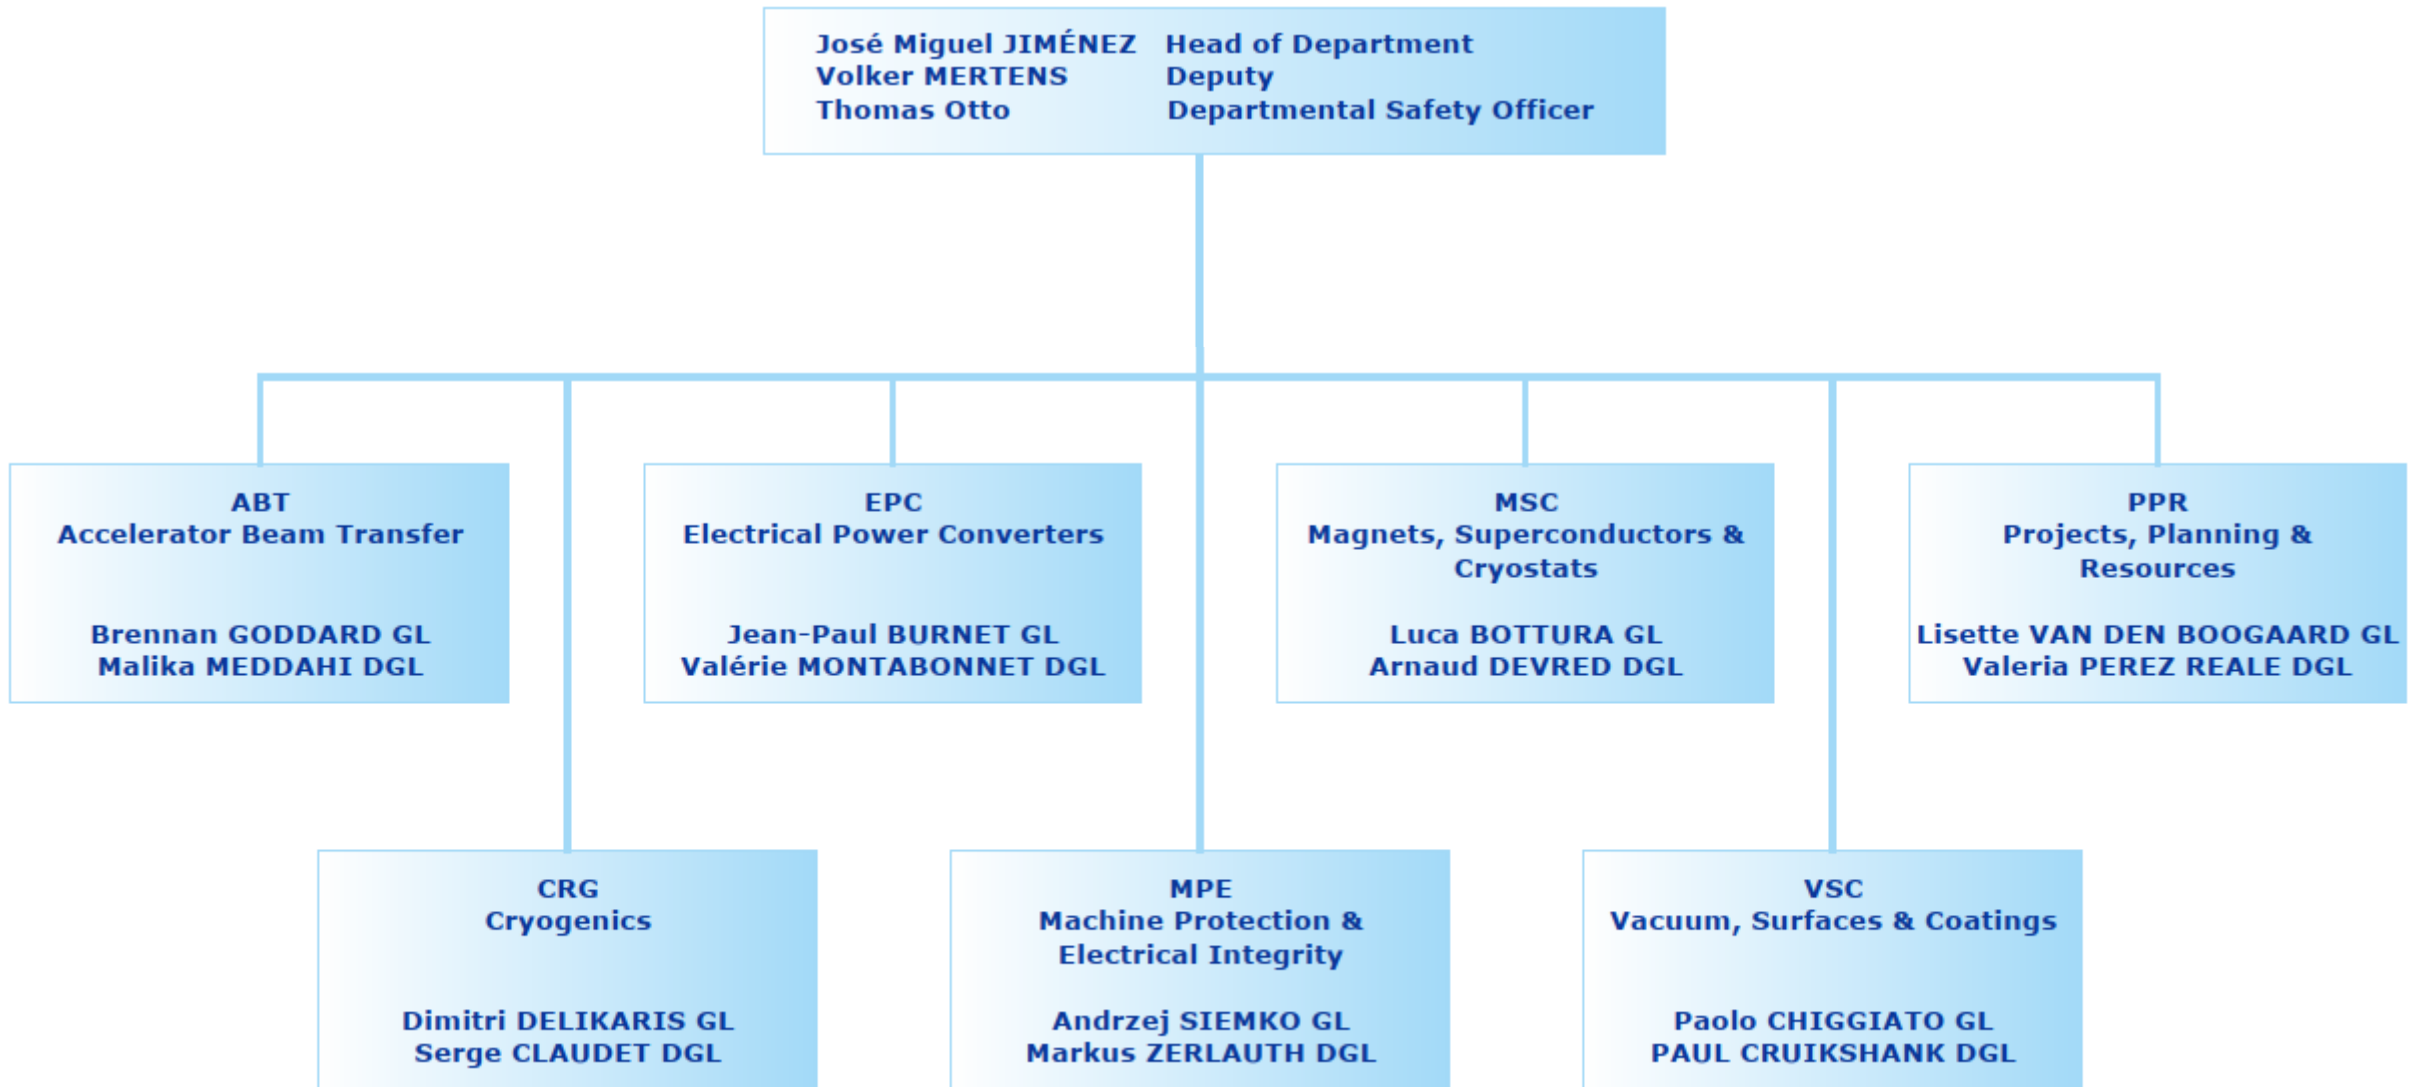 José Miguel JIMÉNEZ Head of Department
Volker MERTENS Deputy
Thomas Otto Departmental Safety Officer
ABT
Accelerator Beam Transfer
Brennan GODDARD GL
Malika MEDDAHI DGL
EPC
Electrical Power Converters
Jean-Paul BURNET GL
Valérie MONTABONNET DGL
MSC
Magnets, Superconductors &
Cryostats
Luca BOTTURA GL
Arnaud DEVRED DGL
PPR
Projects, Planning &
Resources
Lisette VAN DEN BOOGAARD GL
Valeria PEREZ REALE DGL
CRG
Cryogenics
Dimitri DELIKARIS GL
Serge CLAUDET DGL
MPE
Machine Protection &
Electrical Integrity
Andrzej SIEMKO GL
Markus ZERLAUTH DGL
VSC
Vacuum, Surfaces & Coatings
Paolo CHIGGIATO GL
PAUL CRUIKSHANK DGL